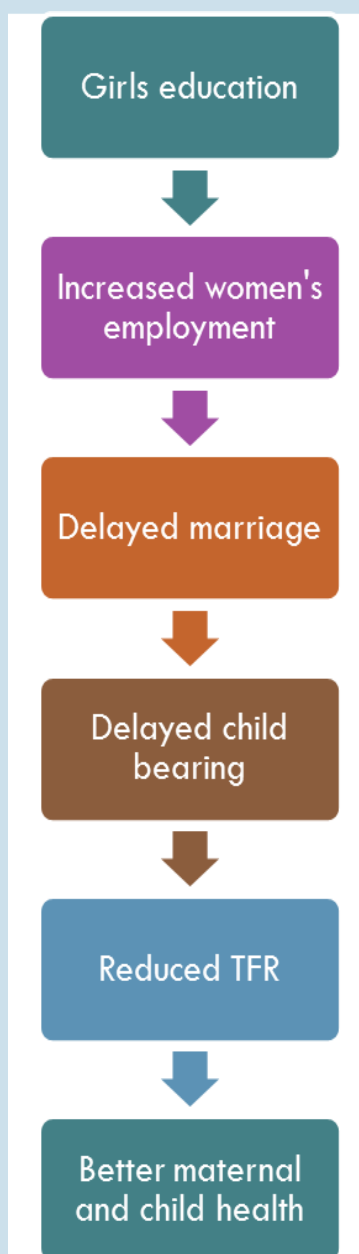 Girls education
Increased women's
employment
Delayed marriage
Delayed child
bearing
Reduced TFR
Better maternal
and child health